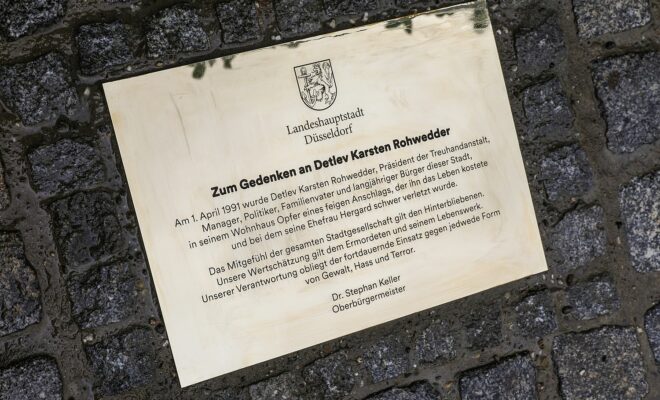 Landeshauptstadt
Düsseldorf
Zum Gedenken an Detlev Karsten Rohwedder
Am 1. April 1991 wurde Detlev Karsten Rohwedder, Präsident der Treuhandanstalt,
Manager, Politiker, Familienvater und langjähriger Bürger dieser Stadt,
in seinem Wohnhaus Opfer eines feigen Anschlags, der ihn das Leben kostete
und bei dem seine Ehefrau Hergard schwer verletzt wurde.
Das Mitgefühl der gesamten Stadtgesellschaft gilt den Hinterbliebenen.
Unsere Wertschätzung gilt dem Ermordeten und seinem Lebenswerk.
Unserer Verantwortung obliegt der fortdauernde Einsatz gegen jedwede Form
von Gewalt, Hass und Terror.
Dr. Stephan Keller
Oberbürgermeister